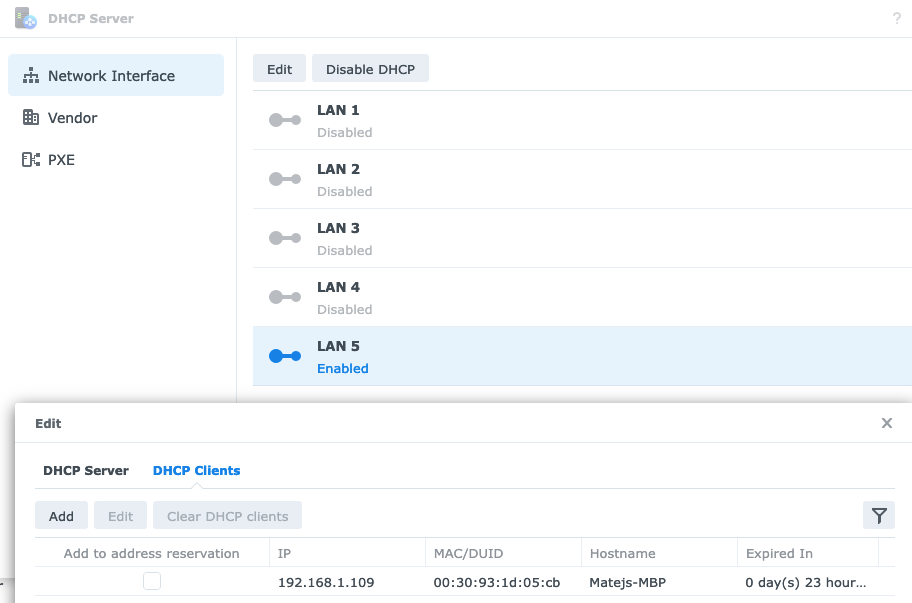 DHCP Server
?
Network Interface
Vendor
PXE
Edit
Disable DHCP
LAN 1
Disabled
LAN 2
Disabled
LAN 3
Disabled
LAN 4
Disabled
LAN 5
Enabled
Edit
DHCP Server
DHCP Clients
Add
Edit
Clear DHCP clients
Add to address reservation
IP
MAC/DUID
Hostname
Expired In
192.168.1.109
00:30:93:1d:05:cb
Matejs-MBP
0 day(s) 23 hour...